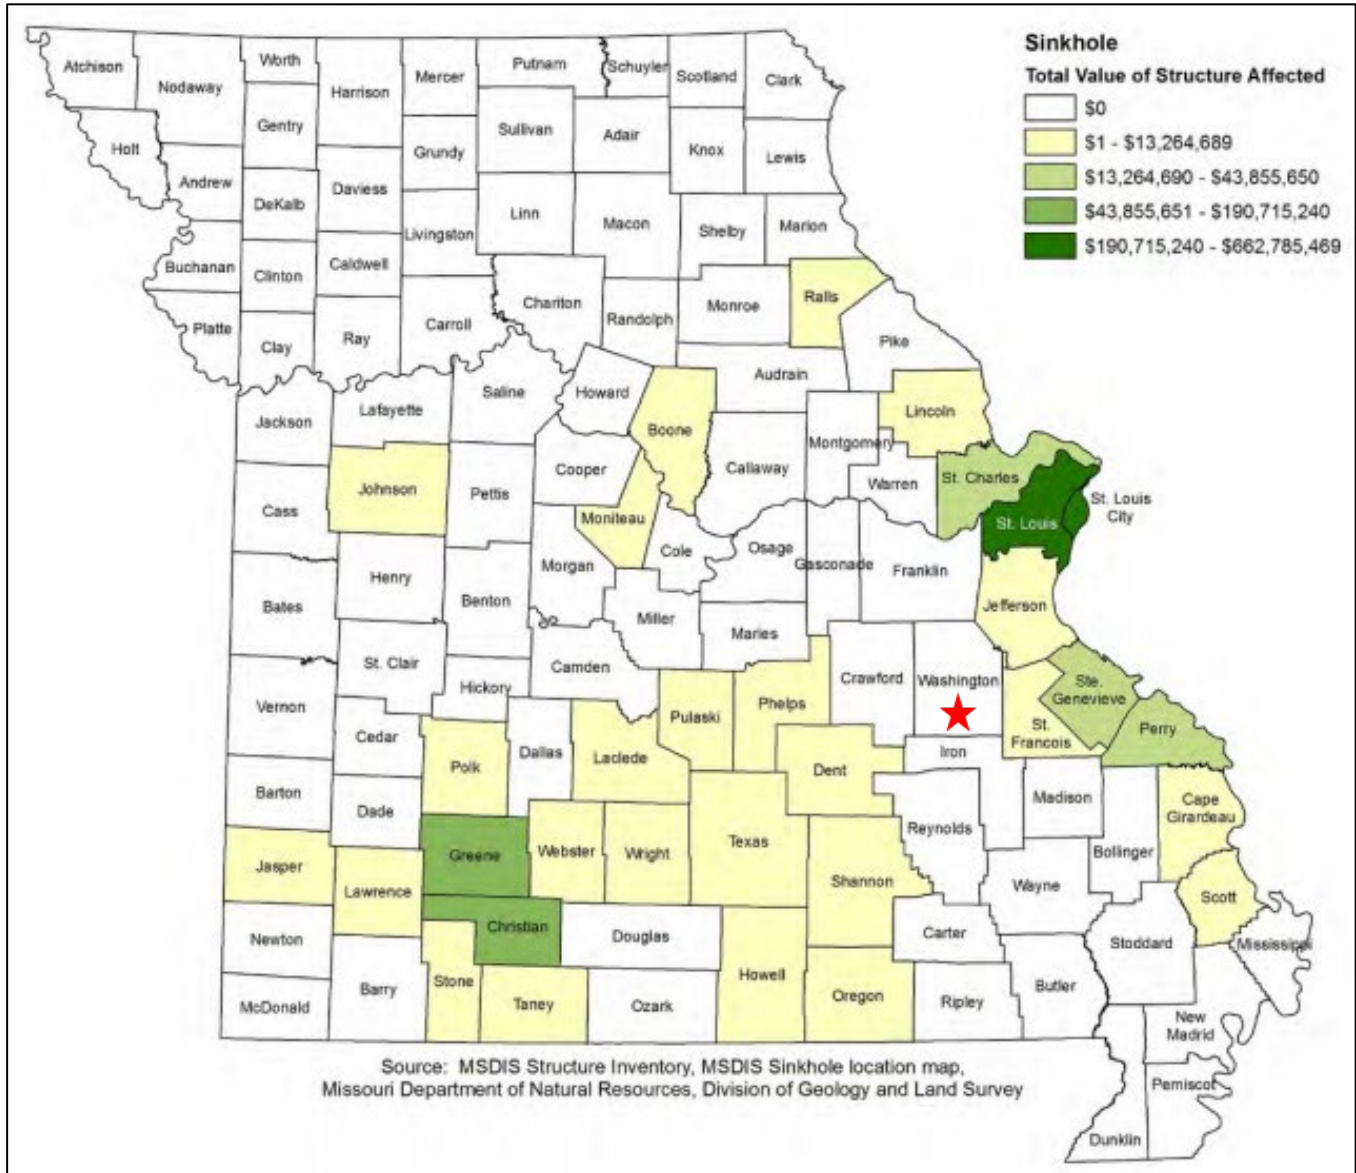 Sinkhole
Total Value of Structure Affected
$0
$1 - $13,264,689
$13,264,690 - $43,855,650
$43,855,651 - $190,715,240
$190,715,240 - $662,785,469
Atchison
Nodaway
Worth
Harrison
Mercer
Putnam
Schuyler
Scotland
Clark
Holt
Gentry
Sullivan
Adair
Knox
Lewis
Grundy
Andrew
DeKalb
Daviess
Livingston
Linn
Macon
Shelby
Marion
Buchanan
Clinton
Caldwell
Chariton
Randolph
Monroe
Ralls
Platte
Clay
Ray
Carroll
Pike
Audrain
Saline
Howard
Jackson
Lafayette
Boone
Lincoln
Callaway
Montgomery
Cooper
Warren
St. Charles
Johnson
Pettis
Cass
Moniteau
St. Louis
St. Louis
City
Cole
Osage
Gasconade
Franklin
Morgan
Henry
Benton
Bates
Miller
Jefferson
Maries
St. Clair
Camden
Crawford
Washington
Hickory
Ste.
Genevieve
Vernon
Pulaski
Phelps
St.
Francois
Perry
Cedar
Dallas
Laclede
Polk
Dent
Iron
Barton
Dade
Madison
Cape
Girardeau
Reynolds
Texas
Bollinger
Jasper
Greene
Webster
Wright
Lawrence
Shannon
Wayne
Scott
Christian
Douglas
Newton
Carter
Stoddard
Mississippi
Stone
Howell
Barry
Taney
Ozark
Oregon
Ripley
Butler
McDonald
New
Madrid
Pemiscot
Dunklin
Source: MSDIS Structure Inventory, MSDIS Sinkhole location map,
Missouri Department of Natural Resources, Division of Geology and Land Survey